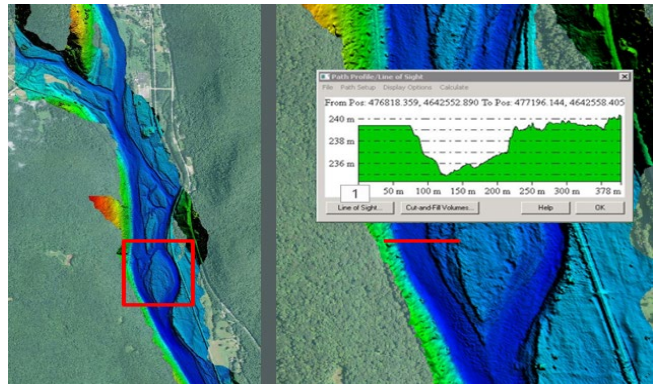 Path Profile/Line of Sight
File Path Setup Display Options Calculate
From Pos: 476818.359, 4642552.890 To Pos: 477196.144, 4642558.405
240 m
238 m
236 m
1 50 m 100 m 150 m 200 m 250 m 300 m 378 m
Line of Sight... Cut-and-Fill Volumes... Help OK